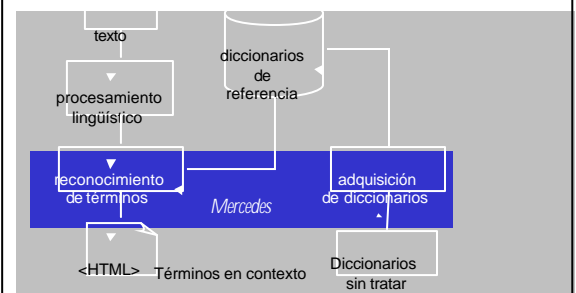 texto
diccionarios
de
referencia
procesamiento
lingüístico
reconocimiento
de términos
Mercedes
adquisición
de diccionarios
<HTML>
Términos en contexto
Diccionarios
sin tratar